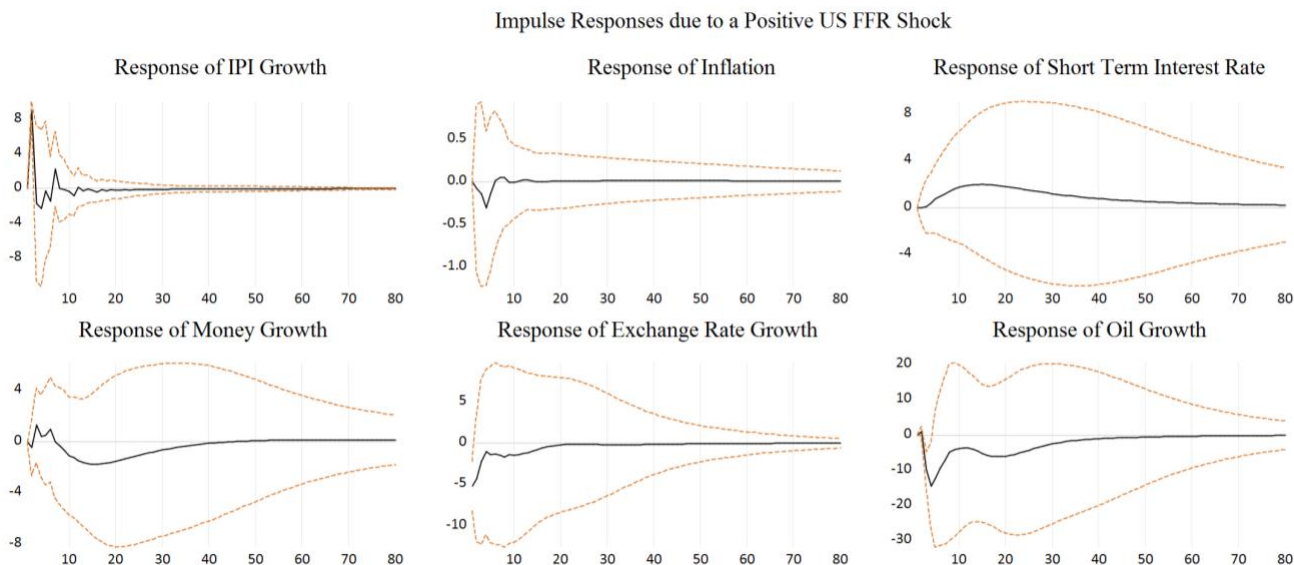 Impulse Responses due to a Positive US FFR Shock
Response of IPI Growth
8
4
0
-4
-8
10 20 30 40 50 60 70 80
Response of Inflation
0.5
0.0
-0.5
-1.0
10 20 30 40 50 60 70 80
Response of Short Term Interest Rate
8
4
0
-4
10 20 30 40 50 60 70 80
Response of Money Growth
4
0
-4
-8
10 20 30 40 50 60 70 80
Response of Exchange Rate Growth
5
0
-5
-10
10 20 30 40 50 60 70 80
Response of Oil Growth
20
10
0
-10
-20
-30
10 20 30 40 50 60 70 80